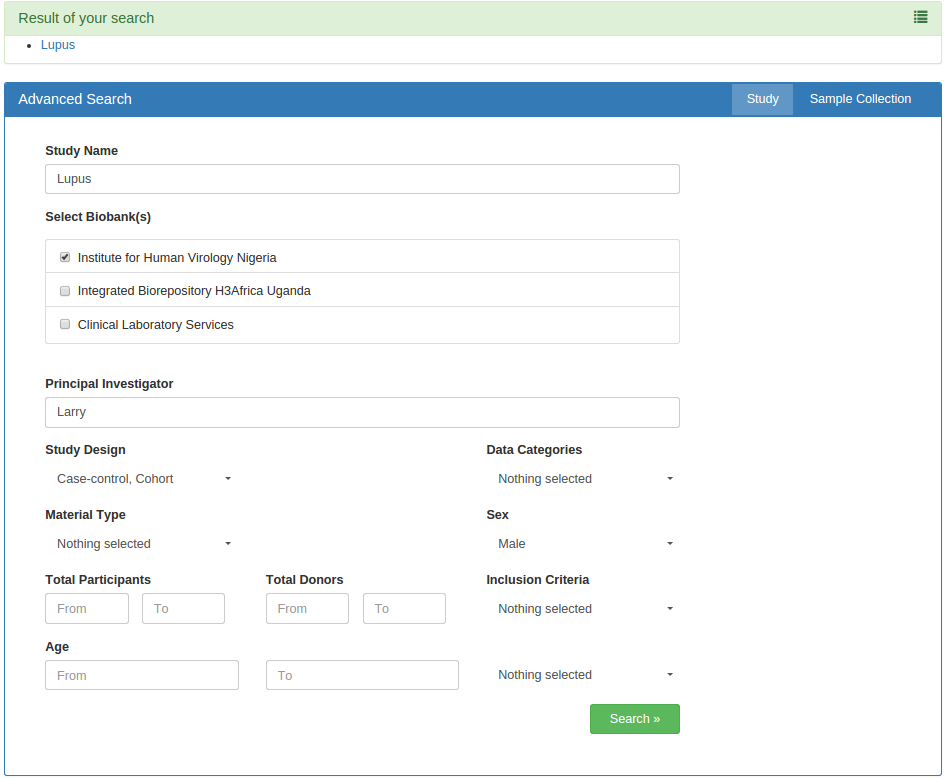 Result of your search
Lupus
Advanced Search Study Sample Collection
Study Name
Lupus
Select Biobank(s)
Institute for Human Virology Nigeria
Integrated Biorepository H3Africa Uganda
Clinical Laboratory Services
Principal Investigator
Larry
Study Design Data Categories
Case-control, Cohort Nothing selected
Material Type Sex
Nothing selected Male
Total Participants Total Donors Inclusion Criteria
From To From To Nothing selected
Age
From To Nothing selected
Search »